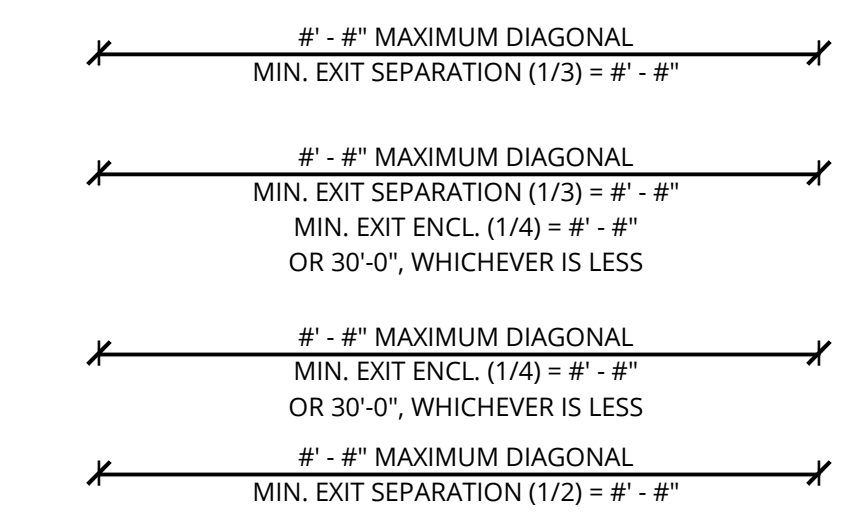 #' - #" MAXIMUM DIAGONAL
MIN. EXIT SEPARATION (1/3) = #' - #"
#' - #" MAXIMUM DIAGONAL
MIN. EXIT SEPARATION (1/3) = #' - #"
MIN. EXIT ENCL. (1/4) = #' - #"
OR 30'-0", WHICHEVER IS LESS
#' - #" MAXIMUM DIAGONAL
MIN. EXIT ENCL. (1/4) = #' - #"
OR 30'-0", WHICHEVER IS LESS
#' - #" MAXIMUM DIAGONAL
MIN. EXIT SEPARATION (1/2) = #' - #"